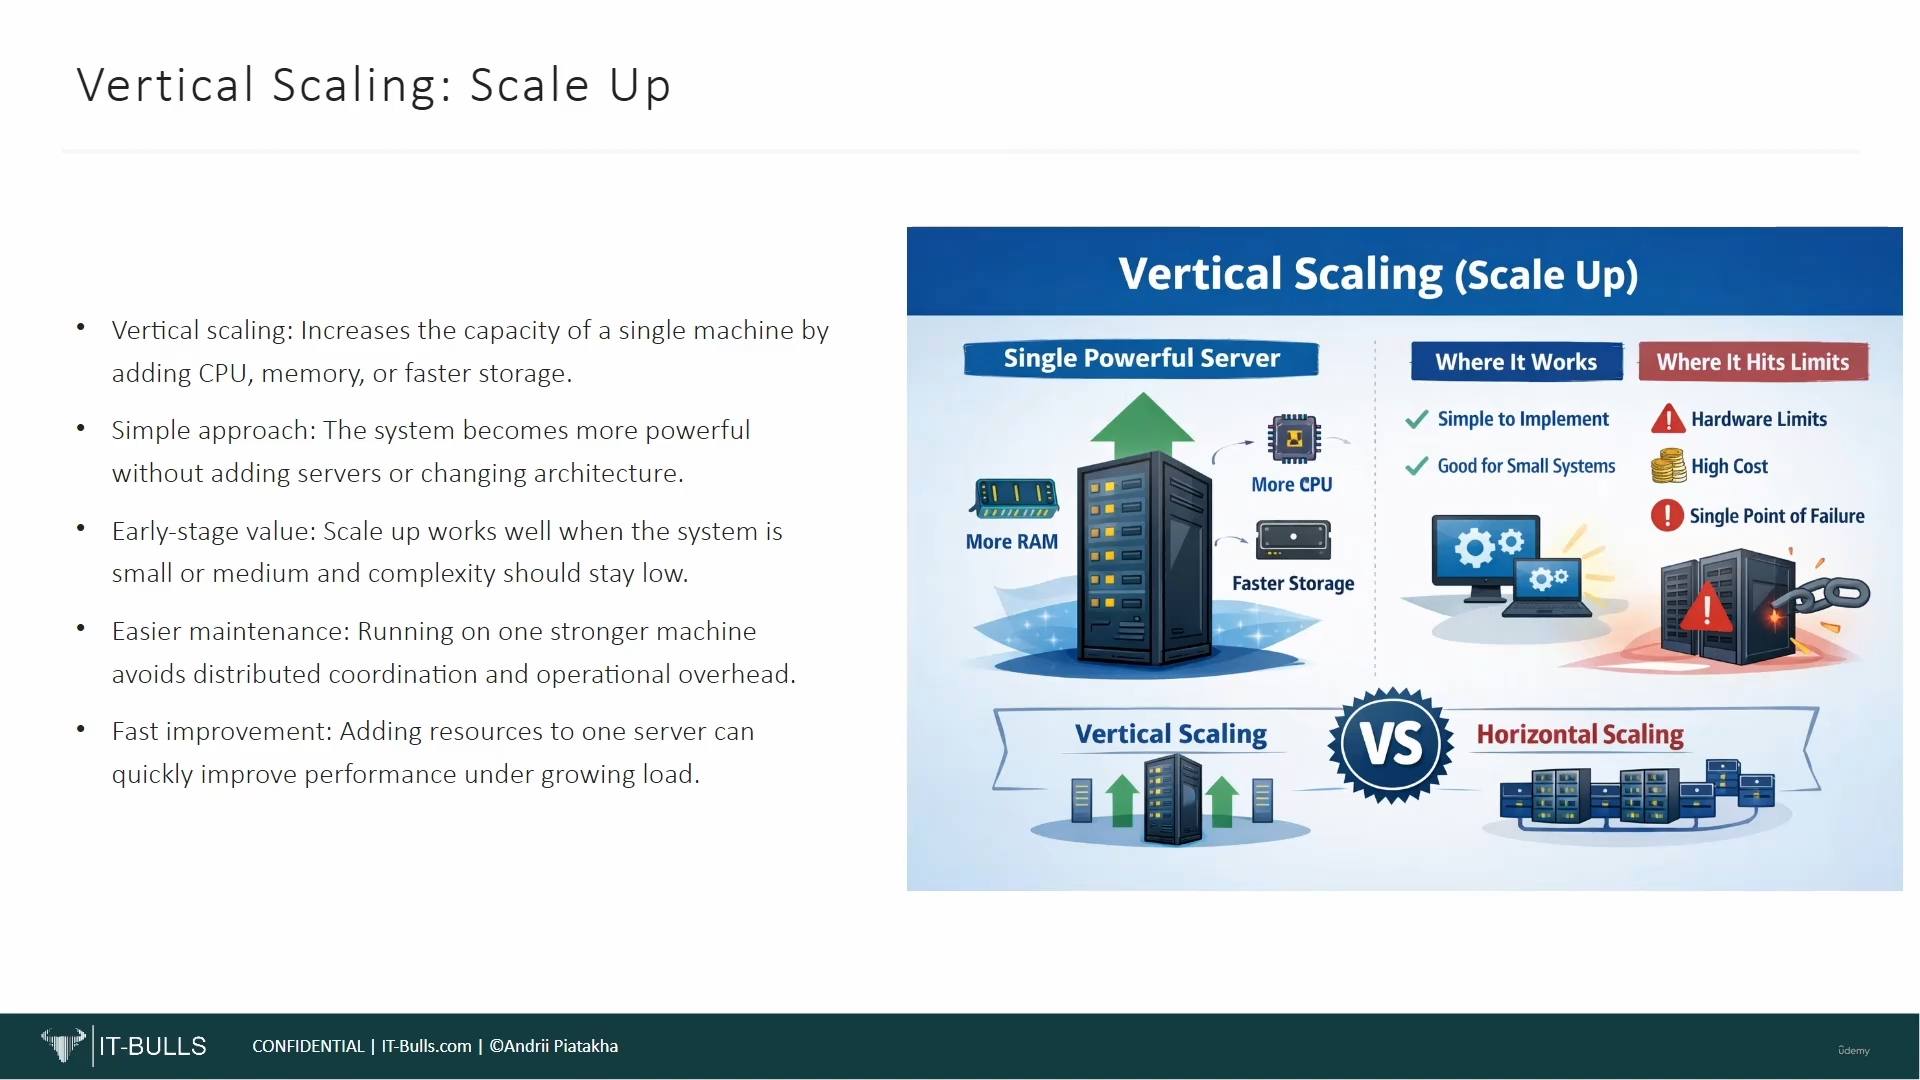 Vertical Scaling: Scale Up
• Vertical scaling: Increases the capacity of a single machine by
adding CPU, memory, or faster storage.
• Simple approach: The system becomes more powerful
without adding servers or changing architecture.
• Early-stage value: Scale up works well when the system is
small or medium and complexity should stay low.
• Easier maintenance: Running on one stronger machine
avoids distributed coordination and operational overhead.
• Fast improvement: Adding resources to one server can
quickly improve performance under growing load.
Vertical Scaling (Scale Up)
Single Powerful Server
More RAM
More CPU
Faster Storage
Where It Works
Simple to Implement
Good for Small Systems
Where It Hits Limits
Hardware Limits
High Cost
Single Point of Failure
Vertical Scaling
VS
Horizontal Scaling
IT-BULLS
CONFIDENTIAL | IT-Bulls.com | ©Andrii Piatakha
ûdemy